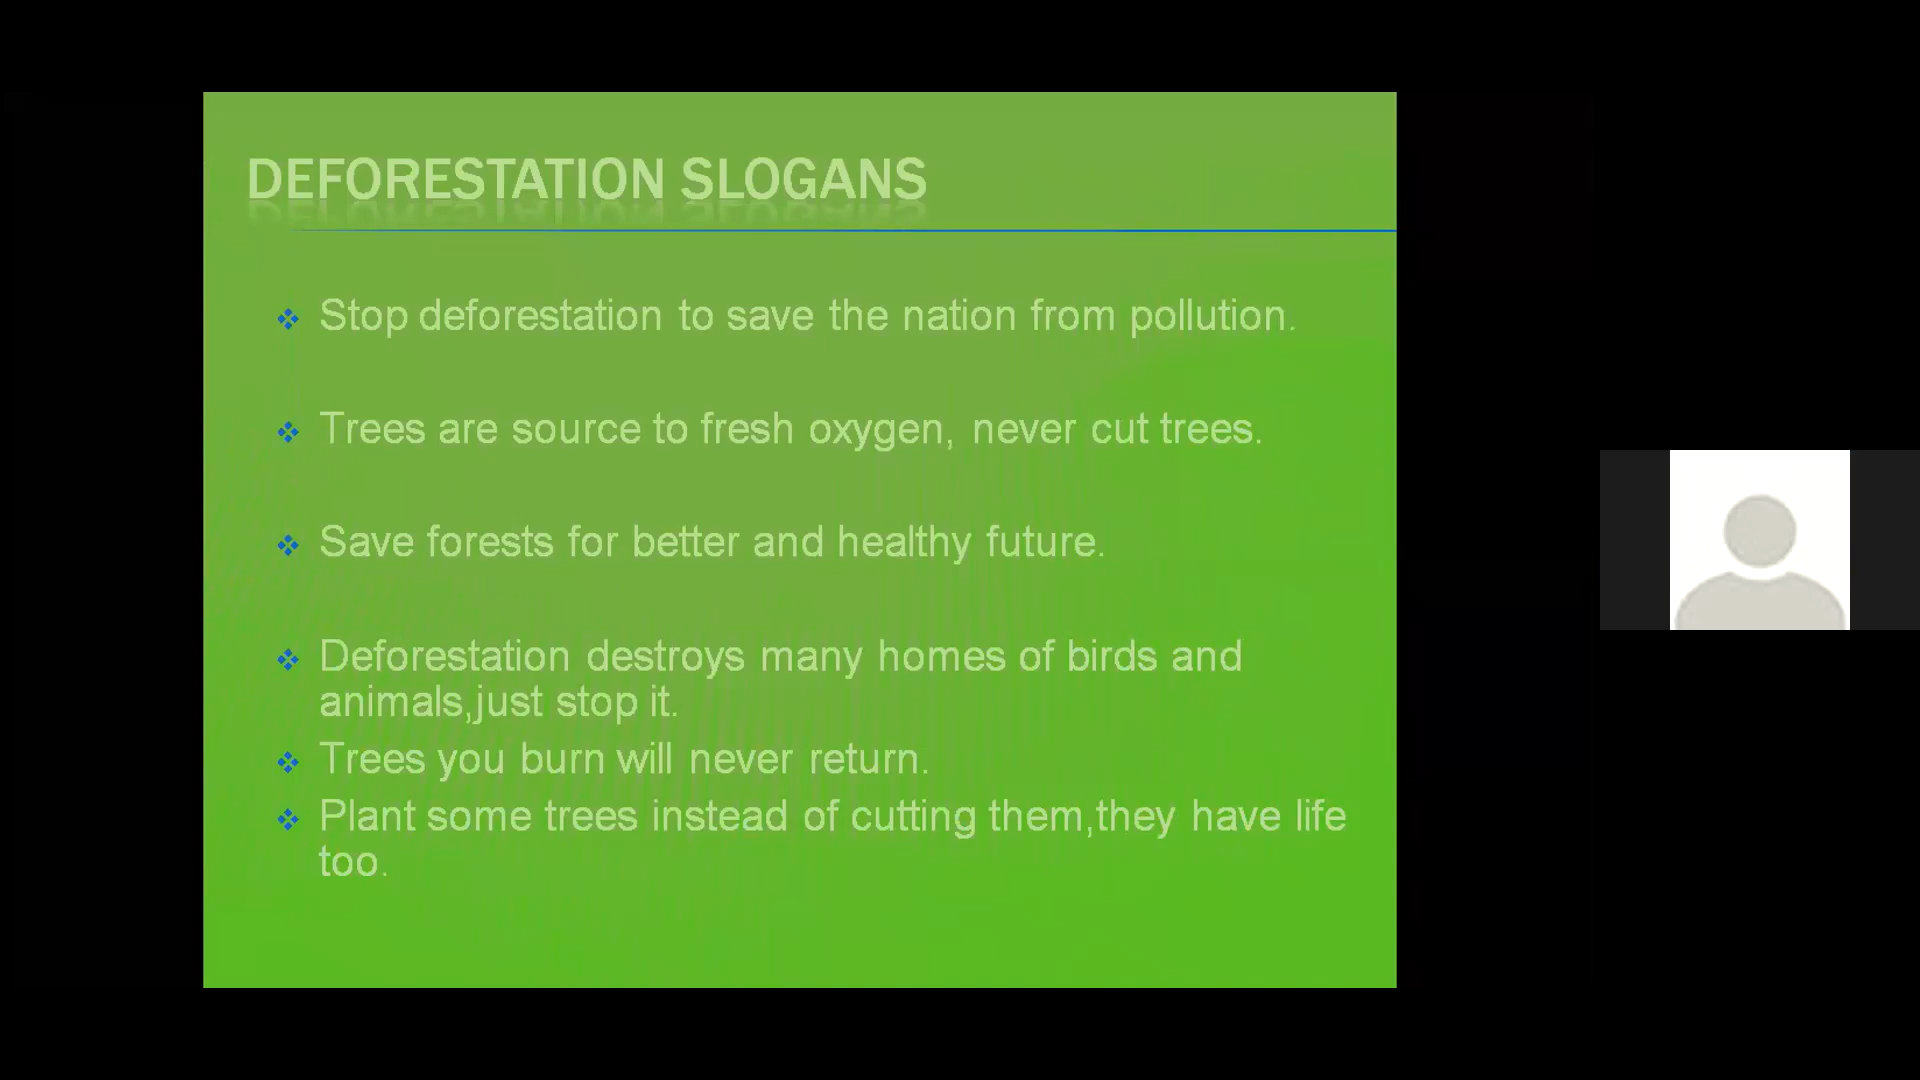 DEFORESTATION SLOGANS
Stop deforestation to save the nation from pollution.
Trees are source to fresh oxygen, never cut trees.
Save forests for better and healthy future.
Deforestation destroys many homes of birds and
animals,just stop it.
Trees you burn will never return.
Plant some trees instead of cutting them,they have life
too.